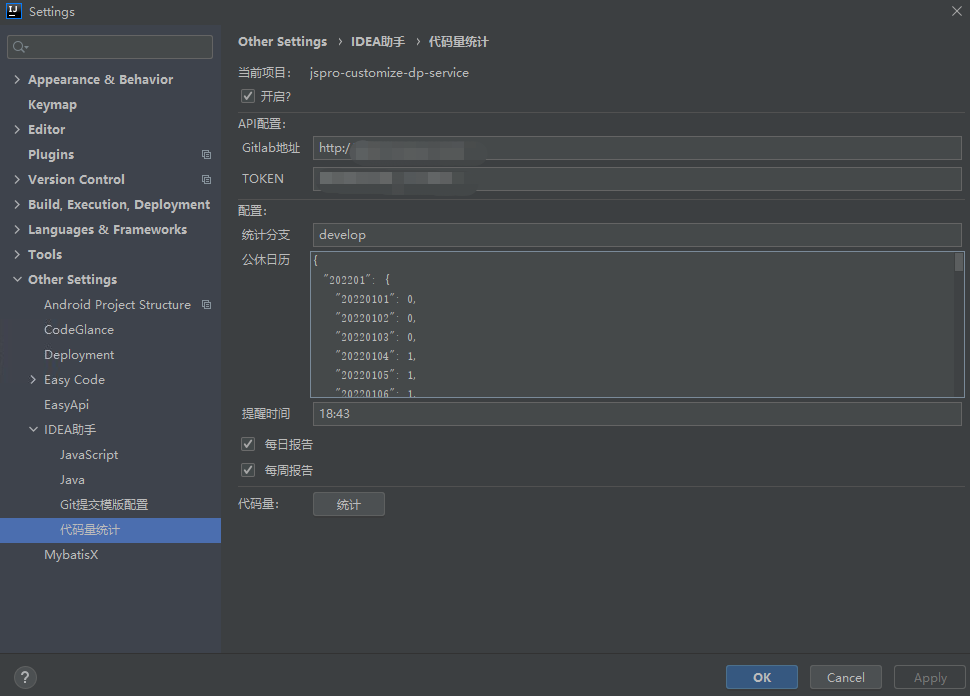 Settings
Appearance & Behavior
Keymap
Editor
Plugins
Version Control
Build, Execution, Deployment
Languages & Frameworks
Tools
Other Settings
Android Project Structure
CodeGlance
Deployment
Easy Code
EasyApi
IDEA助手
JavaScript
Java
Git提交模版配置
代码量统计
MybatisX
Other Settings › IDEA助手 › 代码量统计
当前项目: jspro-customize-dp-service
开启?
API配置:
Gitlab地址 http:/
TOKEN
配置:
统计分支 develop
公休日历 {
"202201": {
"20220101": 0,
"20220102": 0,
"20220103": 0,
"20220104": 1,
"20220105": 1,
"20220106": 1,
提醒时间 18:43
每日报告
每周报告
代码量: 统计
? OK Cancel Apply